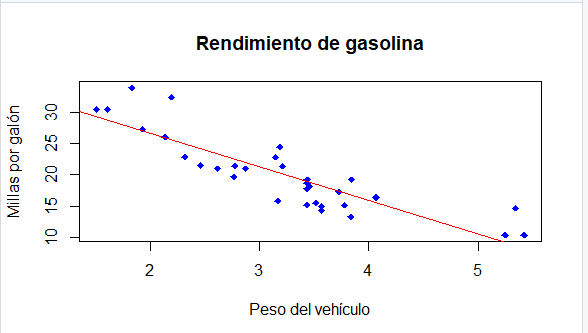 Rendimiento de gasolina
Millas por galón
30
25
20
15
10
2 3 4 5
Peso del vehículo